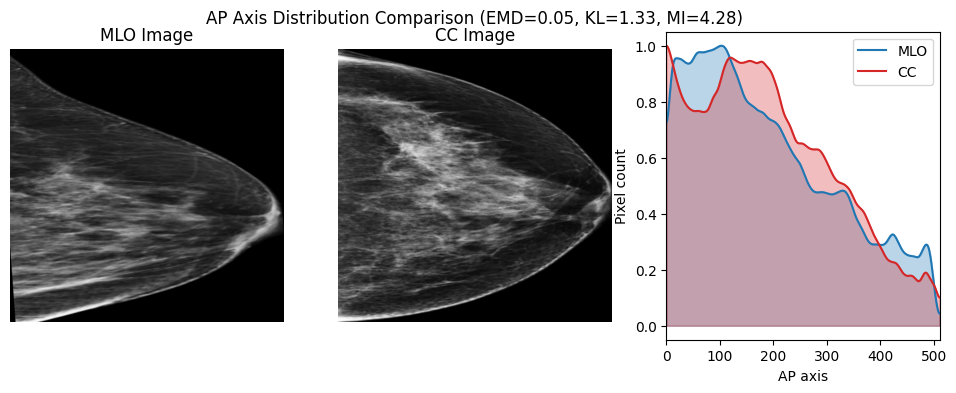 AP Axis Distribution Comparison (EMD=0.05, KL=1.33, MI=4.28)
MLO Image
CC Image
MLO
CC
Pixel count
1.0
0.8
0.6
0.4
0.2
0.0
0 100 200 300 400 500
AP axis